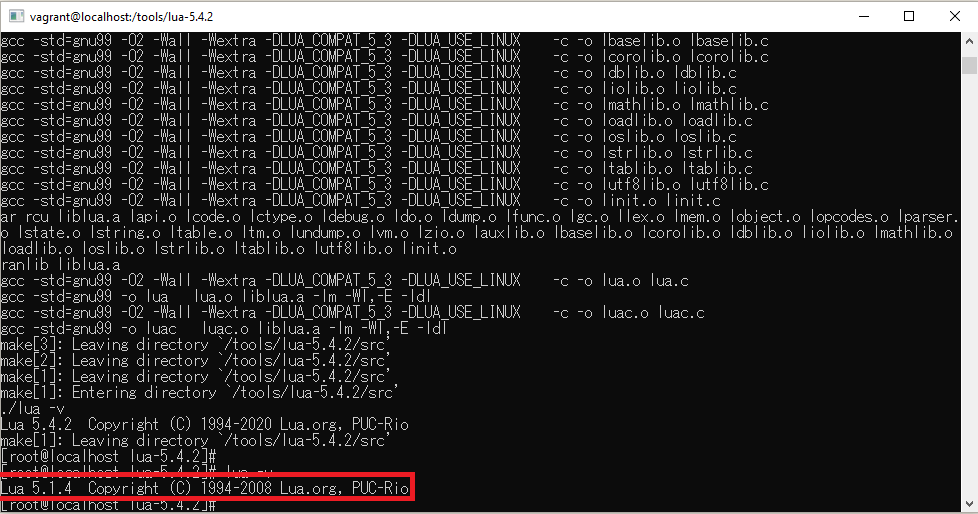 vagrant@localhost:/tools/lua-5.4.2
gcc -std=gnu99 -O2 -Wall -Wextra -DLUA_COMPAT_5_3 -DLUA_USE_LINUX    -c -o lbaselib.o lbaselib.c
gcc -std=gnu99 -O2 -Wall -Wextra -DLUA_COMPAT_5_3 -DLUA_USE_LINUX    -c -o lcorolib.o lcorolib.c
gcc -std=gnu99 -O2 -Wall -Wextra -DLUA_COMPAT_5_3 -DLUA_USE_LINUX    -c -o ldblib.o ldblib.c
gcc -std=gnu99 -O2 -Wall -Wextra -DLUA_COMPAT_5_3 -DLUA_USE_LINUX    -c -o liolib.o liolib.c
gcc -std=gnu99 -O2 -Wall -Wextra -DLUA_COMPAT_5_3 -DLUA_USE_LINUX    -c -o lmathlib.o lmathlib.c
gcc -std=gnu99 -O2 -Wall -Wextra -DLUA_COMPAT_5_3 -DLUA_USE_LINUX    -c -o loadlib.o loadlib.c
gcc -std=gnu99 -O2 -Wall -Wextra -DLUA_COMPAT_5_3 -DLUA_USE_LINUX    -c -o loslib.o loslib.c
gcc -std=gnu99 -O2 -Wall -Wextra -DLUA_COMPAT_5_3 -DLUA_USE_LINUX    -c -o lstrlib.o lstrlib.c
gcc -std=gnu99 -O2 -Wall -Wextra -DLUA_COMPAT_5_3 -DLUA_USE_LINUX    -c -o ltablib.o ltablib.c
gcc -std=gnu99 -O2 -Wall -Wextra -DLUA_COMPAT_5_3 -DLUA_USE_LINUX    -c -o lutf8lib.o lutf8lib.c
gcc -std=gnu99 -O2 -Wall -Wextra -DLUA_COMPAT_5_3 -DLUA_USE_LINUX    -c -o linit.o linit.c
ar rcu liblua.a lapi.o lcode.o lctype.o ldebug.o ldo.o ldump.o lfunc.o lgc.o llex.o lmem.o lobject.o lopcodes.o lparser.
o lstate.o lstring.o ltable.o ltm.o lundump.o lvm.o lzio.o lauxlib.o lbaselib.o lcorolib.o ldblib.o liolib.o lmathlib.o
loadlib.o loslib.o lstrlib.o ltablib.o lutf8lib.o linit.o
ranlib liblua.a
gcc -std=gnu99 -O2 -Wall -Wextra -DLUA_COMPAT_5_3 -DLUA_USE_LINUX    -c -o lua.o lua.c
gcc -std=gnu99 -o lua   lua.o liblua.a -lm -Wl,-E -ldl
gcc -std=gnu99 -O2 -Wall -Wextra -DLUA_COMPAT_5_3 -DLUA_USE_LINUX    -c -o luac.o luac.c
gcc -std=gnu99 -o luac   luac.o liblua.a -lm -Wl,-E -ldl
make[3]: Leaving directory `/tools/lua-5.4.2/src'
make[2]: Leaving directory `/tools/lua-5.4.2/src'
make[1]: Leaving directory `/tools/lua-5.4.2/src'
make[1]: Entering directory `/tools/lua-5.4.2/src'
./lua -v
Lua 5.4.2  Copyright (C) 1994-2020 Lua.org, PUC-Rio
make[1]: Leaving directory `/tools/lua-5.4.2/src'
[root@localhost lua-5.4.2]#
[root@localhost lua-5.4.2]# lua -v
Lua 5.1.4  Copyright (C) 1994-2008 Lua.org, PUC-Rio
[root@localhost lua-5.4.2]#